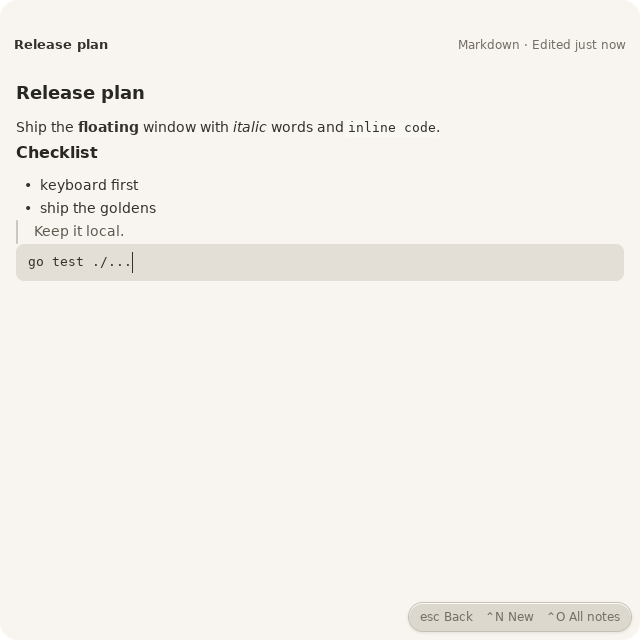 Release plan
Markdown · Edited just now
Release plan
Ship the floating window with italic words and inline code.
Checklist
• keyboard first
• ship the goldens
Keep it local.
go test ./...
esc Back ⌃N New ⌃O All notes